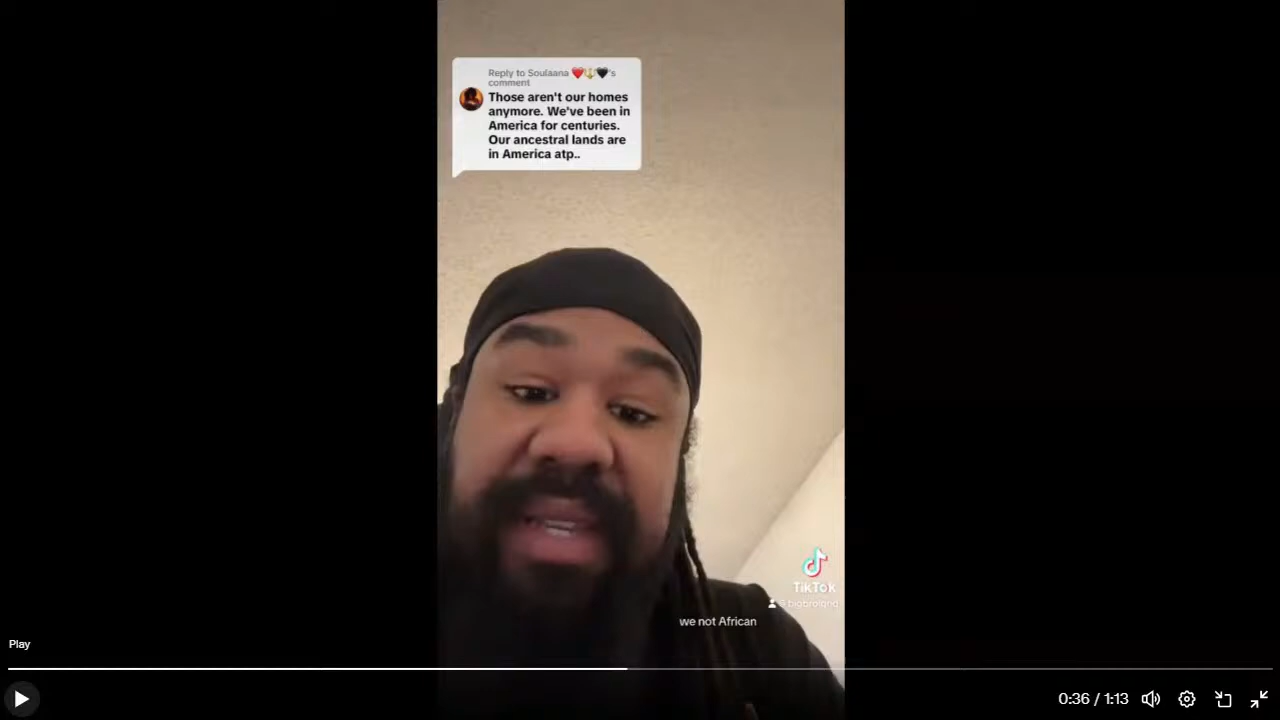 Reply to Soulaana ❤️🔱🖤's
comment
Those aren't our homes
anymore. We've been in
America for centuries.
Our ancestral lands are
in America atp..
TikTok
we not African
Play
0:36 / 1:13